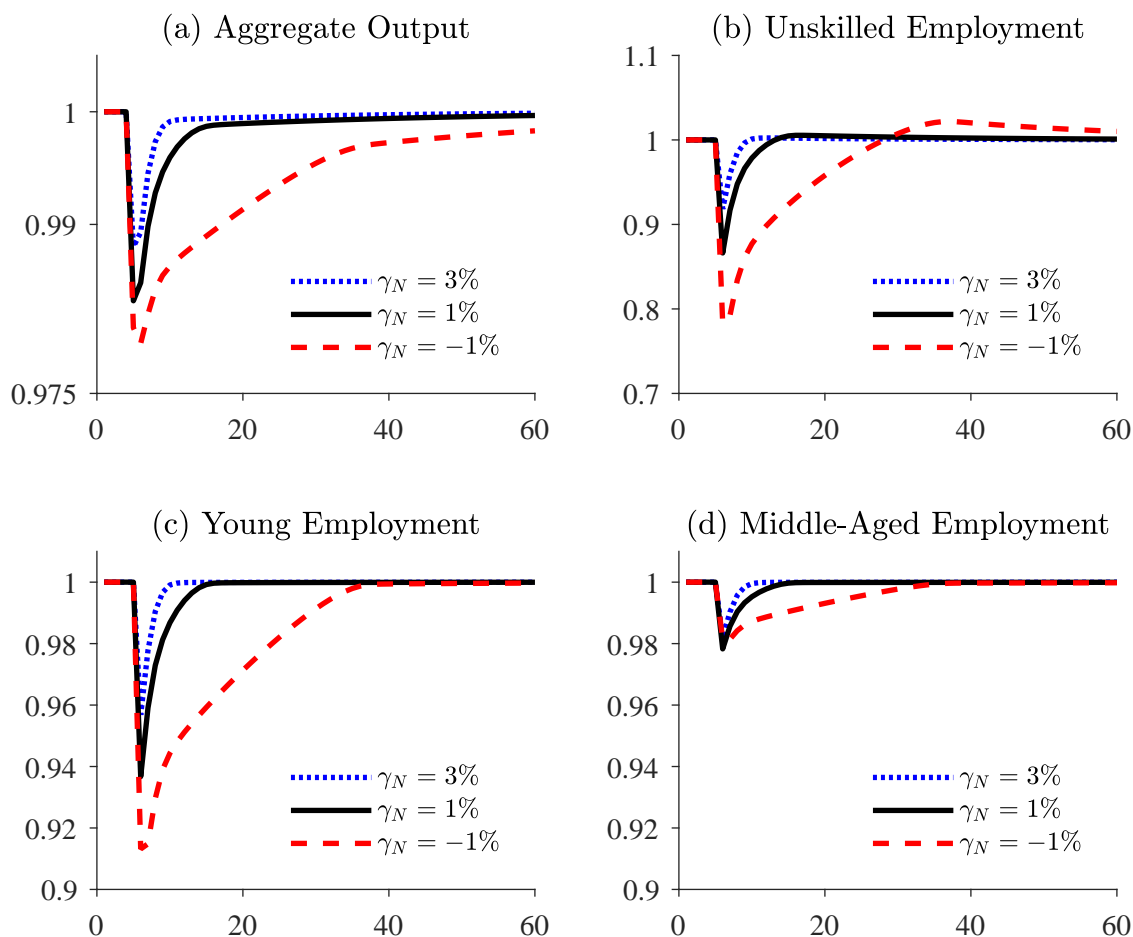 (a) Aggregate Output
1
0.99
0.975
0 20 40 60
γN = 3%
γN = 1%
γN = −1%
(b) Unskilled Employment
1.1
1.0
0.9
0.8
0.7
0 20 40 60
γN = 3%
γN = 1%
γN = −1%
(c) Young Employment
1
0.98
0.96
0.94
0.92
0.9
0 20 40 60
γN = 3%
γN = 1%
γN = −1%
(d) Middle-Aged Employment
1
0.98
0.96
0.94
0.92
0.9
0 20 40 60
γN = 3%
γN = 1%
γN = −1%